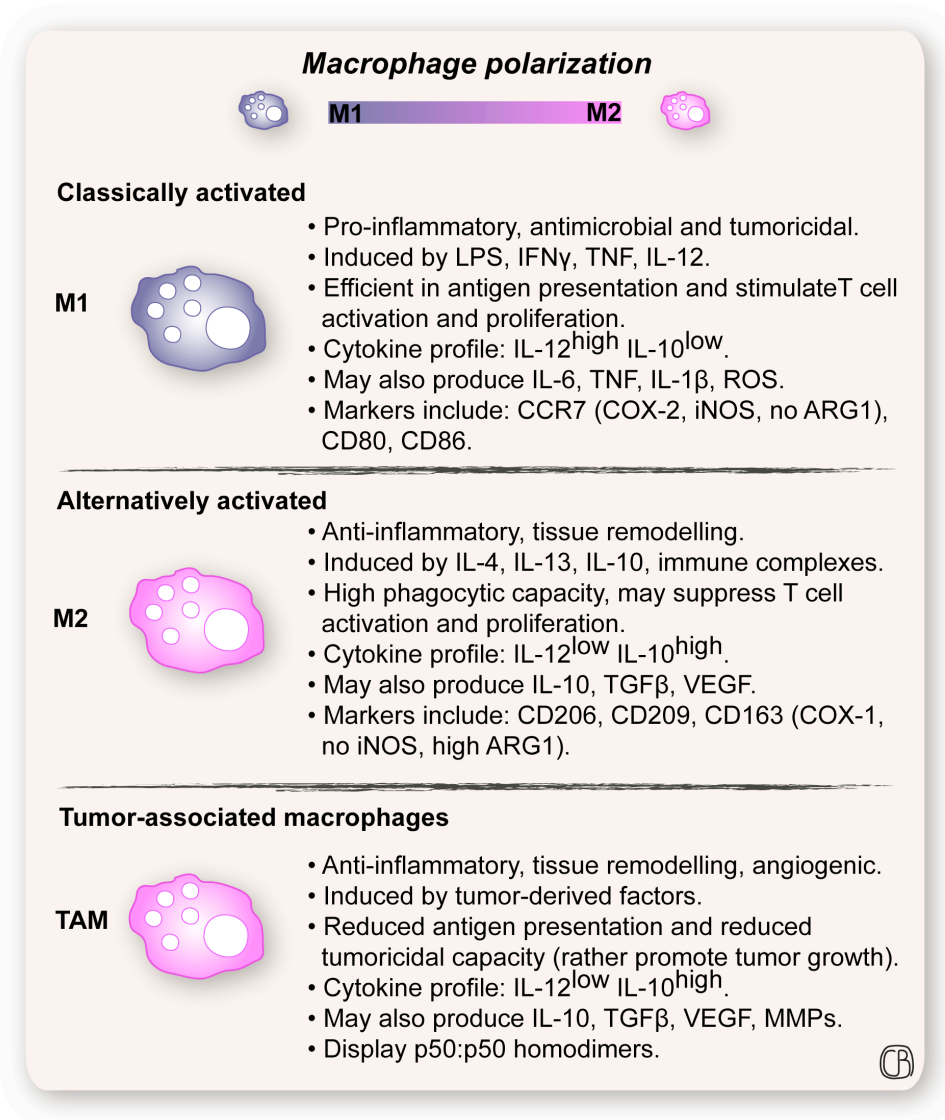 Macrophage polarization
M1
M2
Classically activated
M1
• Pro-inflammatory, antimicrobial and tumoricidal.
• Induced by LPS, IFNγ, TNF, IL-12.
• Efficient in antigen presentation and stimulateT cell
activation and proliferation.
• Cytokine profile: IL-12high IL-10low.
• May also produce IL-6, TNF, IL-1β, ROS.
• Markers include: CCR7 (COX-2, iNOS, no ARG1),
CD80, CD86.
Alternatively activated
M2
• Anti-inflammatory, tissue remodelling.
• Induced by IL-4, IL-13, IL-10, immune complexes.
• High phagocytic capacity, may suppress T cell
activation and proliferation.
• Cytokine profile: IL-12low IL-10high.
• May also produce IL-10, TGFβ, VEGF.
• Markers include: CD206, CD209, CD163 (COX-1,
no iNOS, high ARG1).
Tumor-associated macrophages
TAM
• Anti-inflammatory, tissue remodelling, angiogenic.
• Induced by tumor-derived factors.
• Reduced antigen presentation and reduced
tumoricidal capacity (rather promote tumor growth).
• Cytokine profile: IL-12low IL-10high.
• May also produce IL-10, TGFβ, VEGF, MMPs.
• Display p50:p50 homodimers.
CB